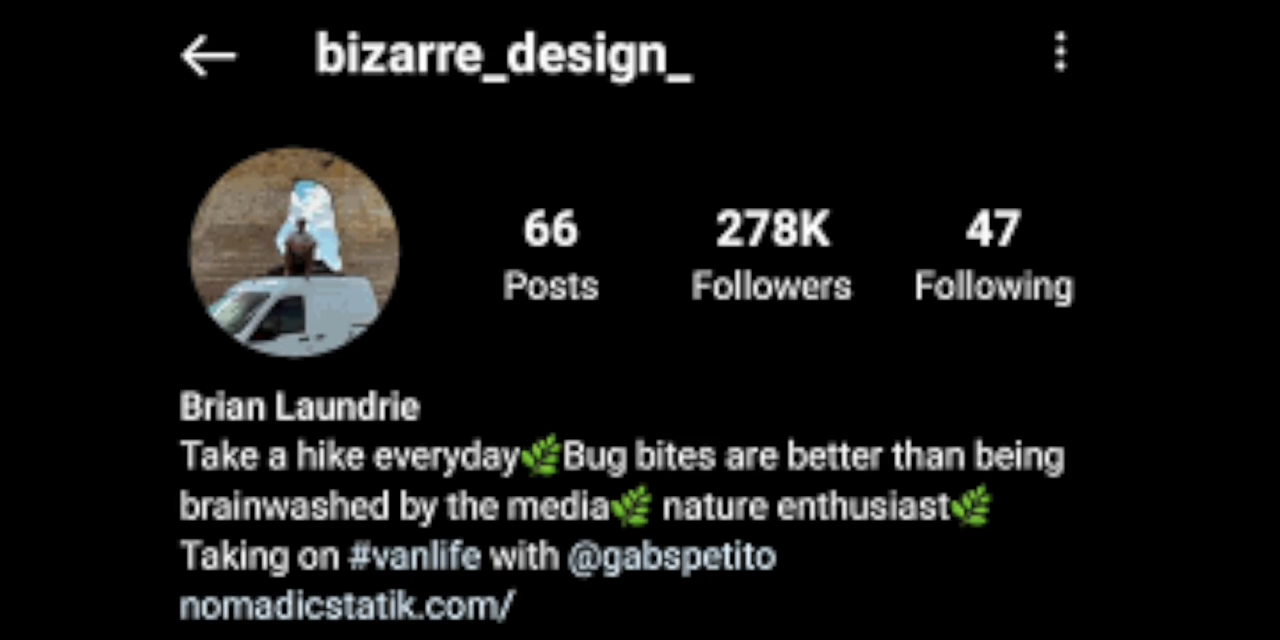 bizarre_design_
66 278K 47
Posts Followers Following
Brian Laundrie
Take a hike everyday🌿Bug bites are better than being
brainwashed by the media🌿 nature enthusiast🌿
Taking on #vanlife with @gabspetito
nomadicstatik.com/